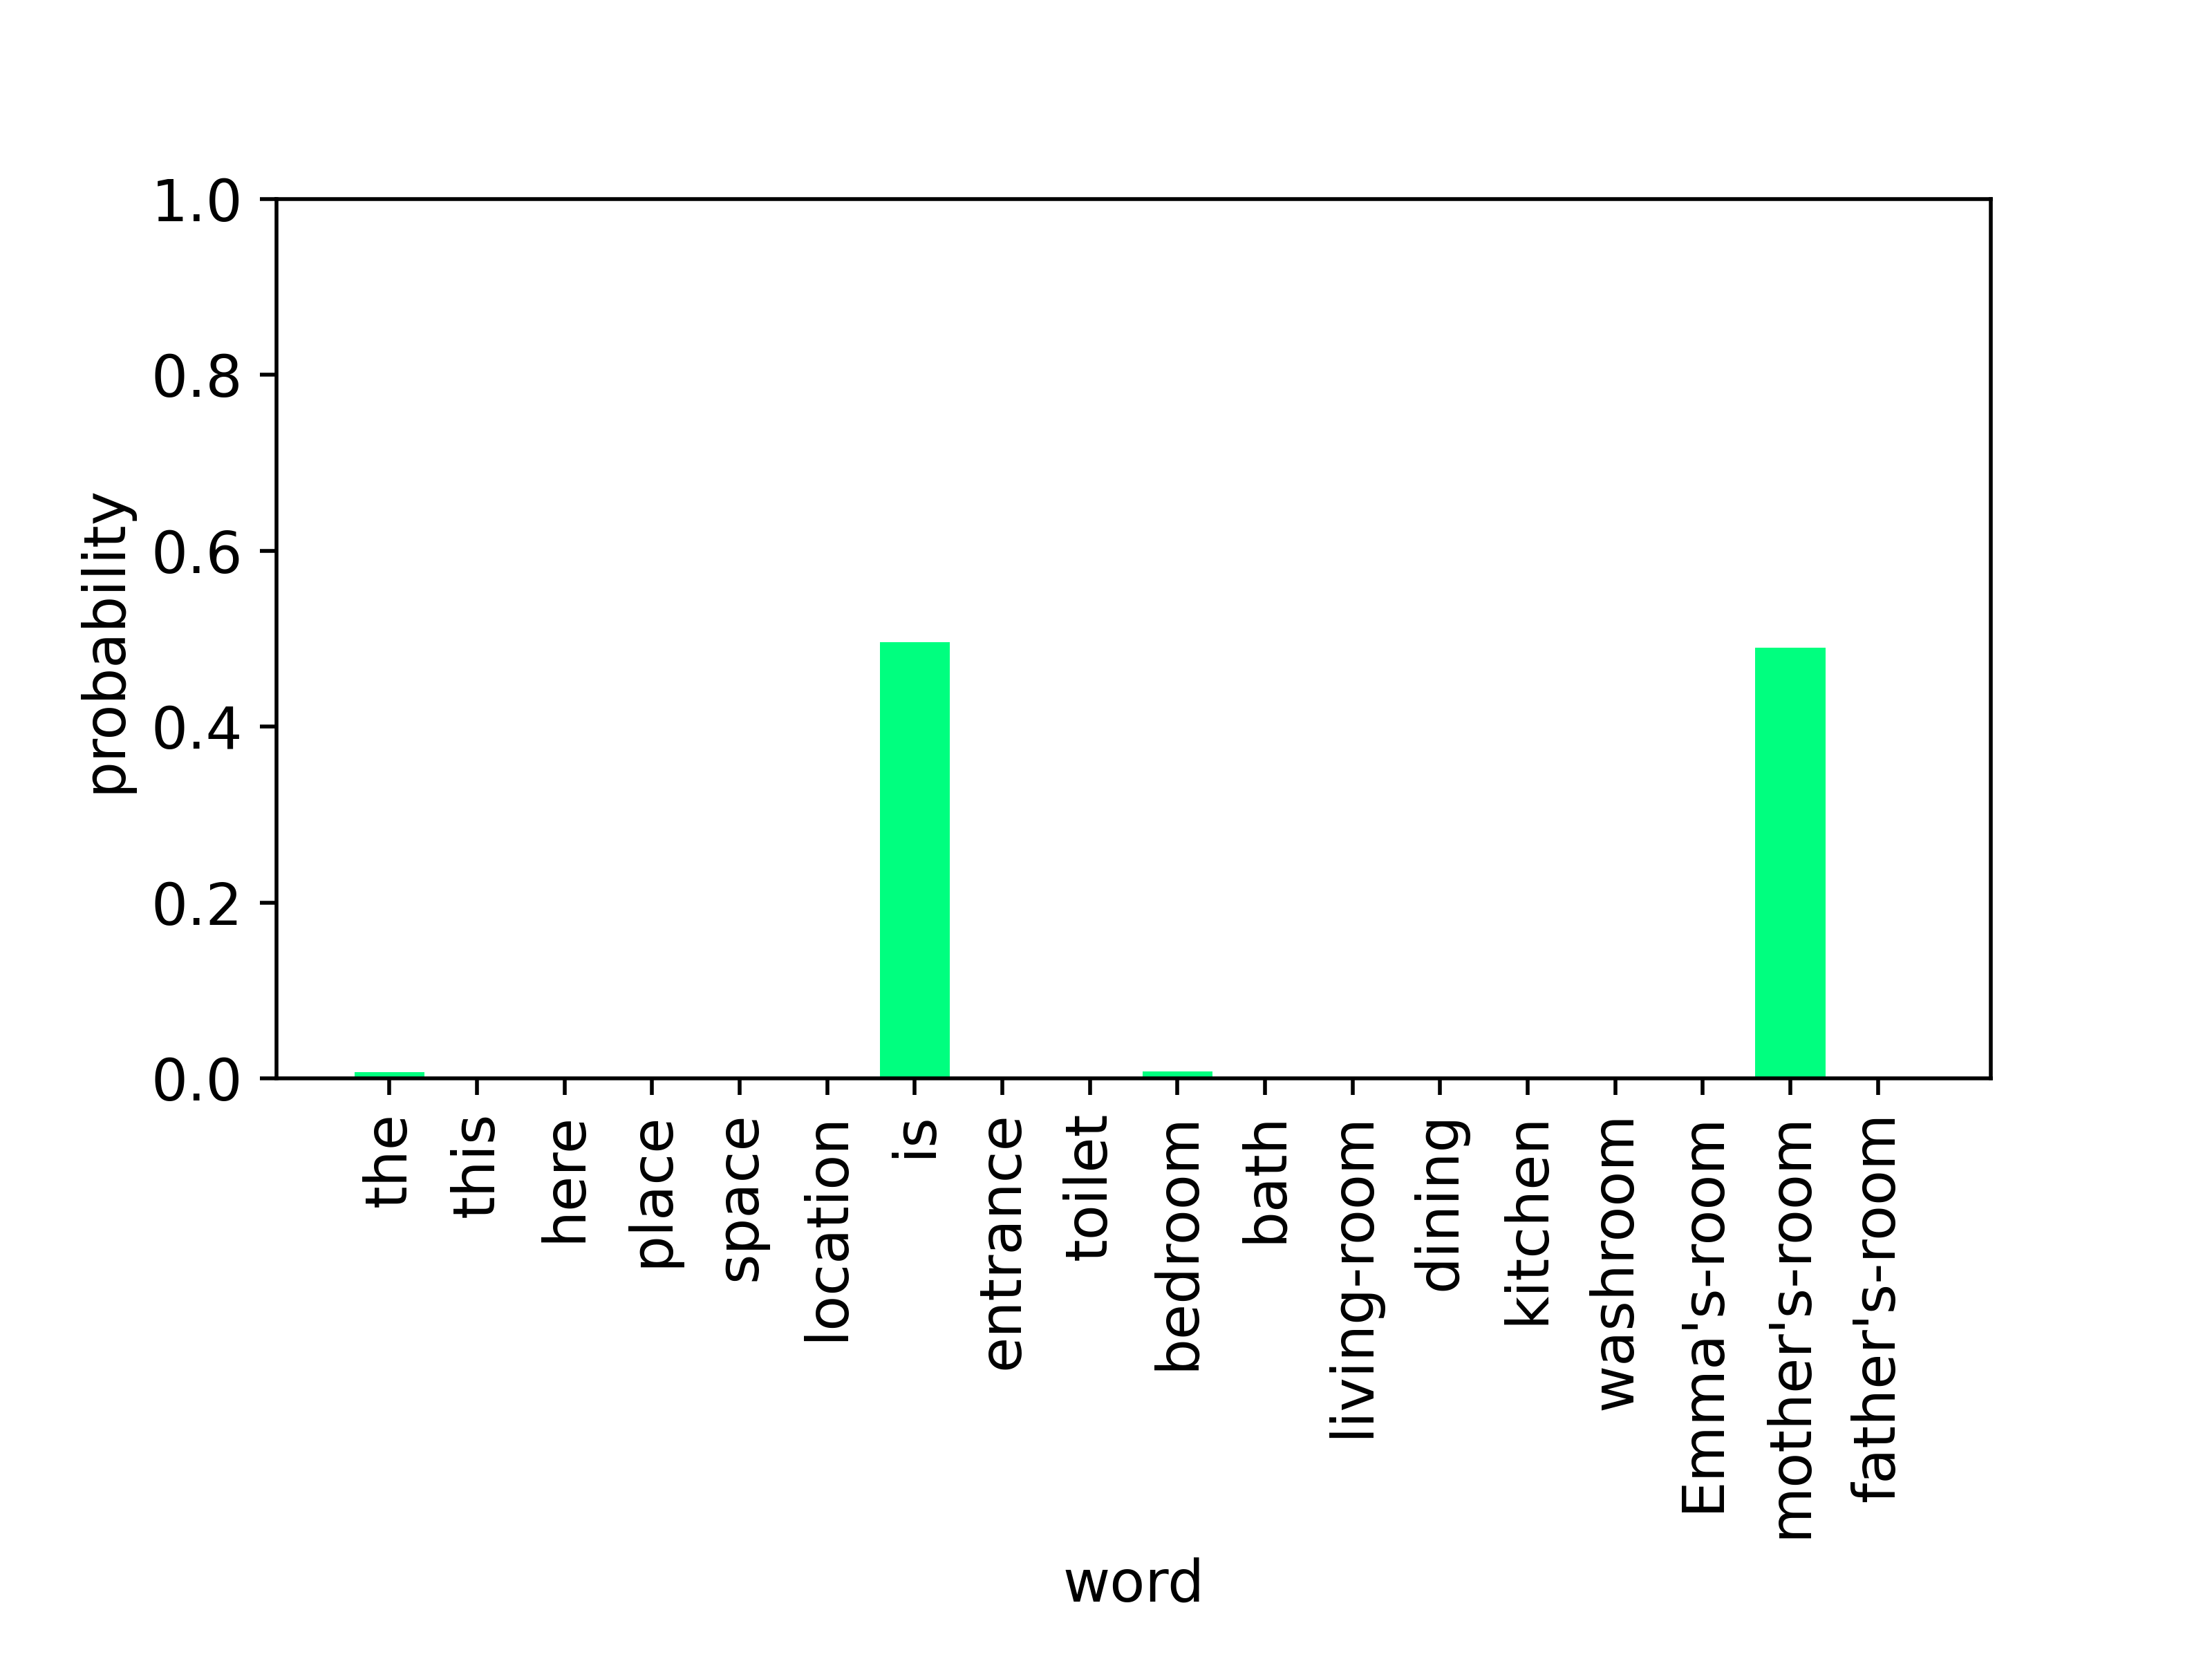 1.0
0.8
0.6
0.4
0.2
0.0
probability
the
this
here
place
space
location
is
entrance
toilet
bedroom
bath
living-room
dining
kitchen
washroom
Emma's-room
mother's-room
father's-room
word